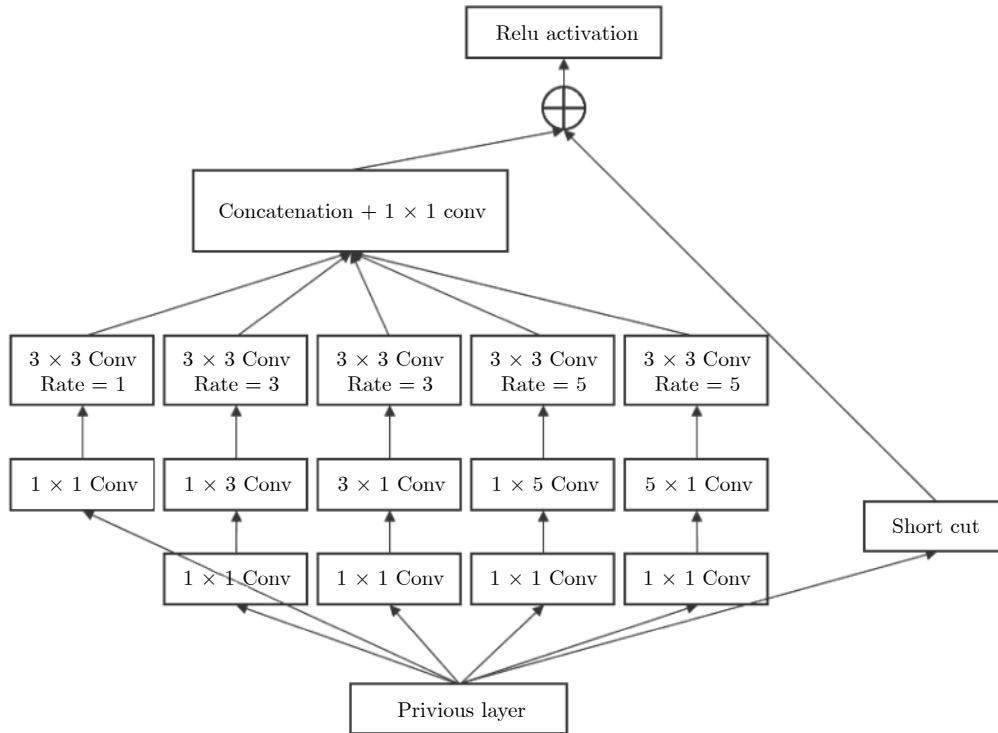 Relu activation
Concatenation + 1 × 1 conv
3 × 3 Conv
Rate = 1
3 × 3 Conv
Rate = 3
3 × 3 Conv
Rate = 3
3 × 3 Conv
Rate = 5
3 × 3 Conv
Rate = 5
1 × 1 Conv
1 × 3 Conv
3 × 1 Conv
1 × 5 Conv
5 × 1 Conv
Short cut
1 × 1 Conv
1 × 1 Conv
1 × 1 Conv
1 × 1 Conv
Privious layer